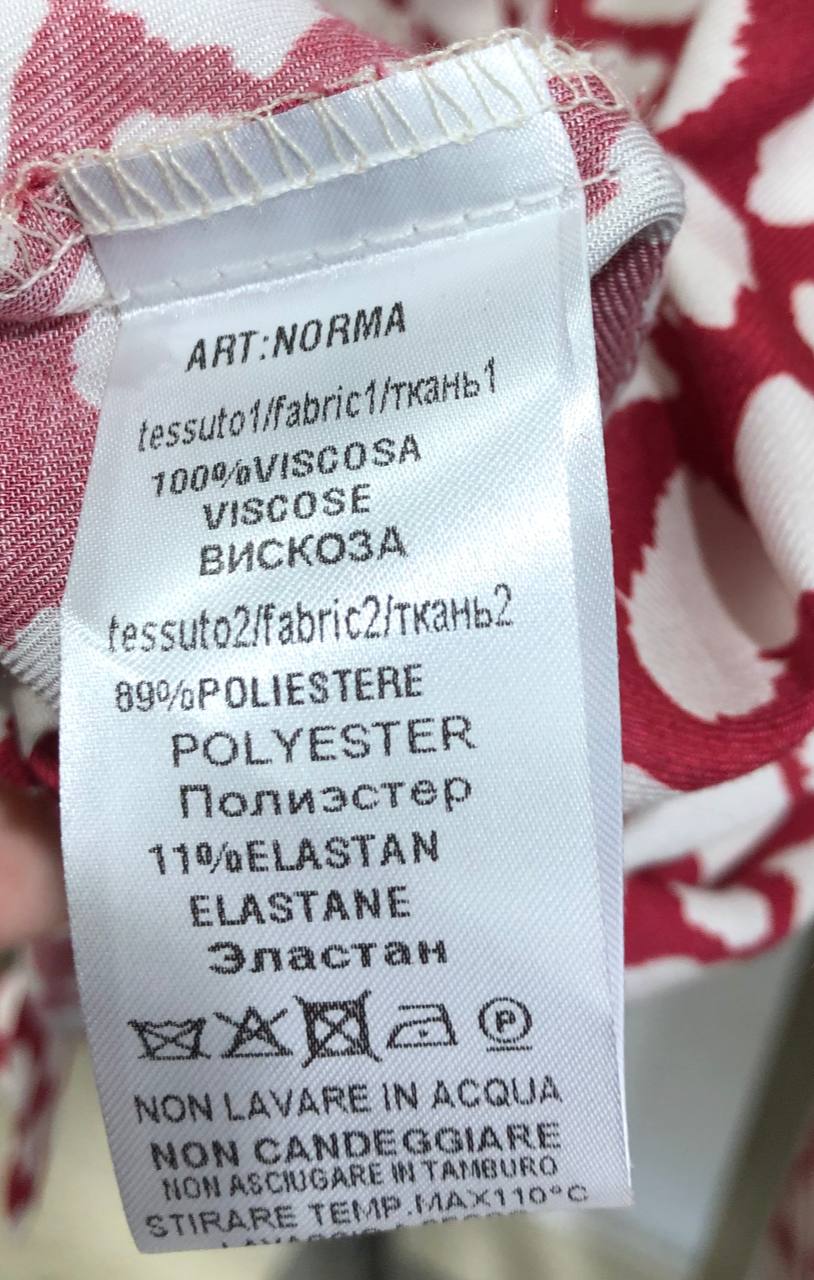 ART:NORMA
tessuto1/fabric1/ткань1
100%VISCOSA
VISCOSE
ВИСКОЗА
tessuto2/fabric2/ткань2
89%POLIESTERE
POLYESTER
Полиэстер
11%ELASTAN
ELASTANE
Эластан
P
NON LAVARE IN ACQUA
NON CANDEGGIARE
NON ASCIUGARE IN TAMBURO
STIRARE TEMP.MAX110°C